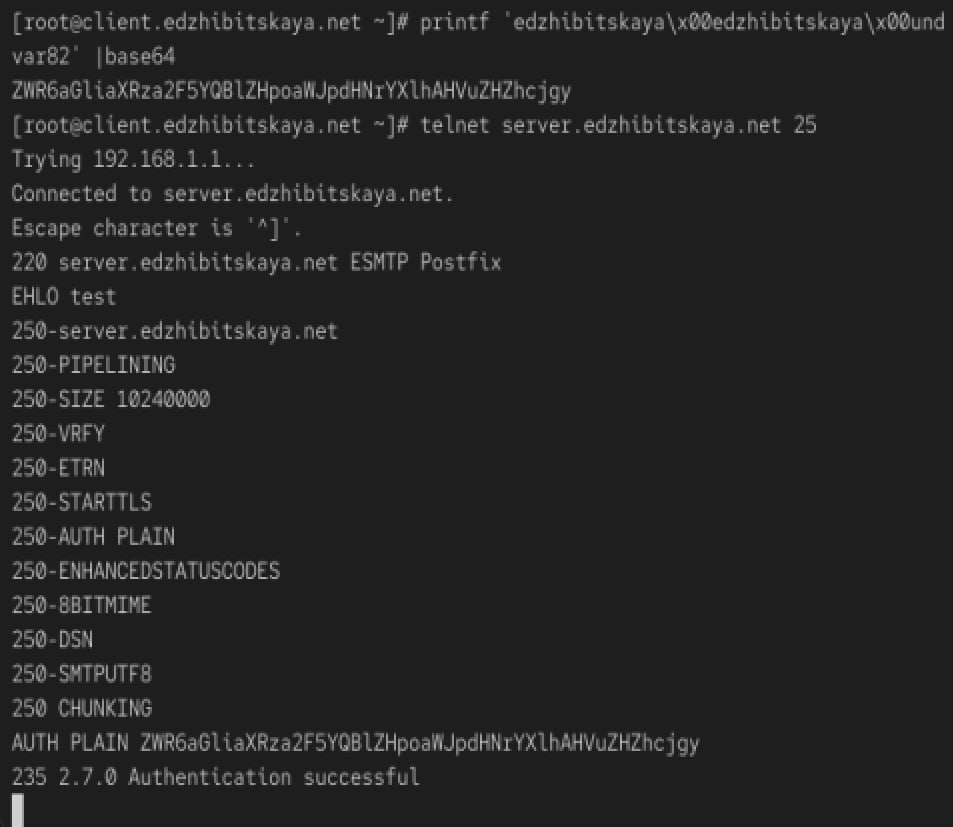 [root@client.edzhibitskaya.net ~]# printf 'edzhibitskaya\x00edzhibitskaya\x00und
var82' |base64
ZWR6aGliaXRza2F5YQBlZHpoaWJpdHNrYXlhAHVuZHZhcjgy
[root@client.edzhibitskaya.net ~]# telnet server.edzhibitskaya.net 25
Trying 192.168.1.1...
Connected to server.edzhibitskaya.net.
Escape character is '^]'.
220 server.edzhibitskaya.net ESMTP Postfix
EHLO test
250-server.edzhibitskaya.net
250-PIPELINING
250-SIZE 10240000
250-VRFY
250-ETRN
250-STARTTLS
250-AUTH PLAIN
250-ENHANCEDSTATUSCODES
250-8BITMIME
250-DSN
250-SMTPUTF8
250 CHUNKING
AUTH PLAIN ZWR6aGliaXRza2F5YQBlZHpoaWJpdHNrYXlhAHVuZHZhcjgy
235 2.7.0 Authentication successful